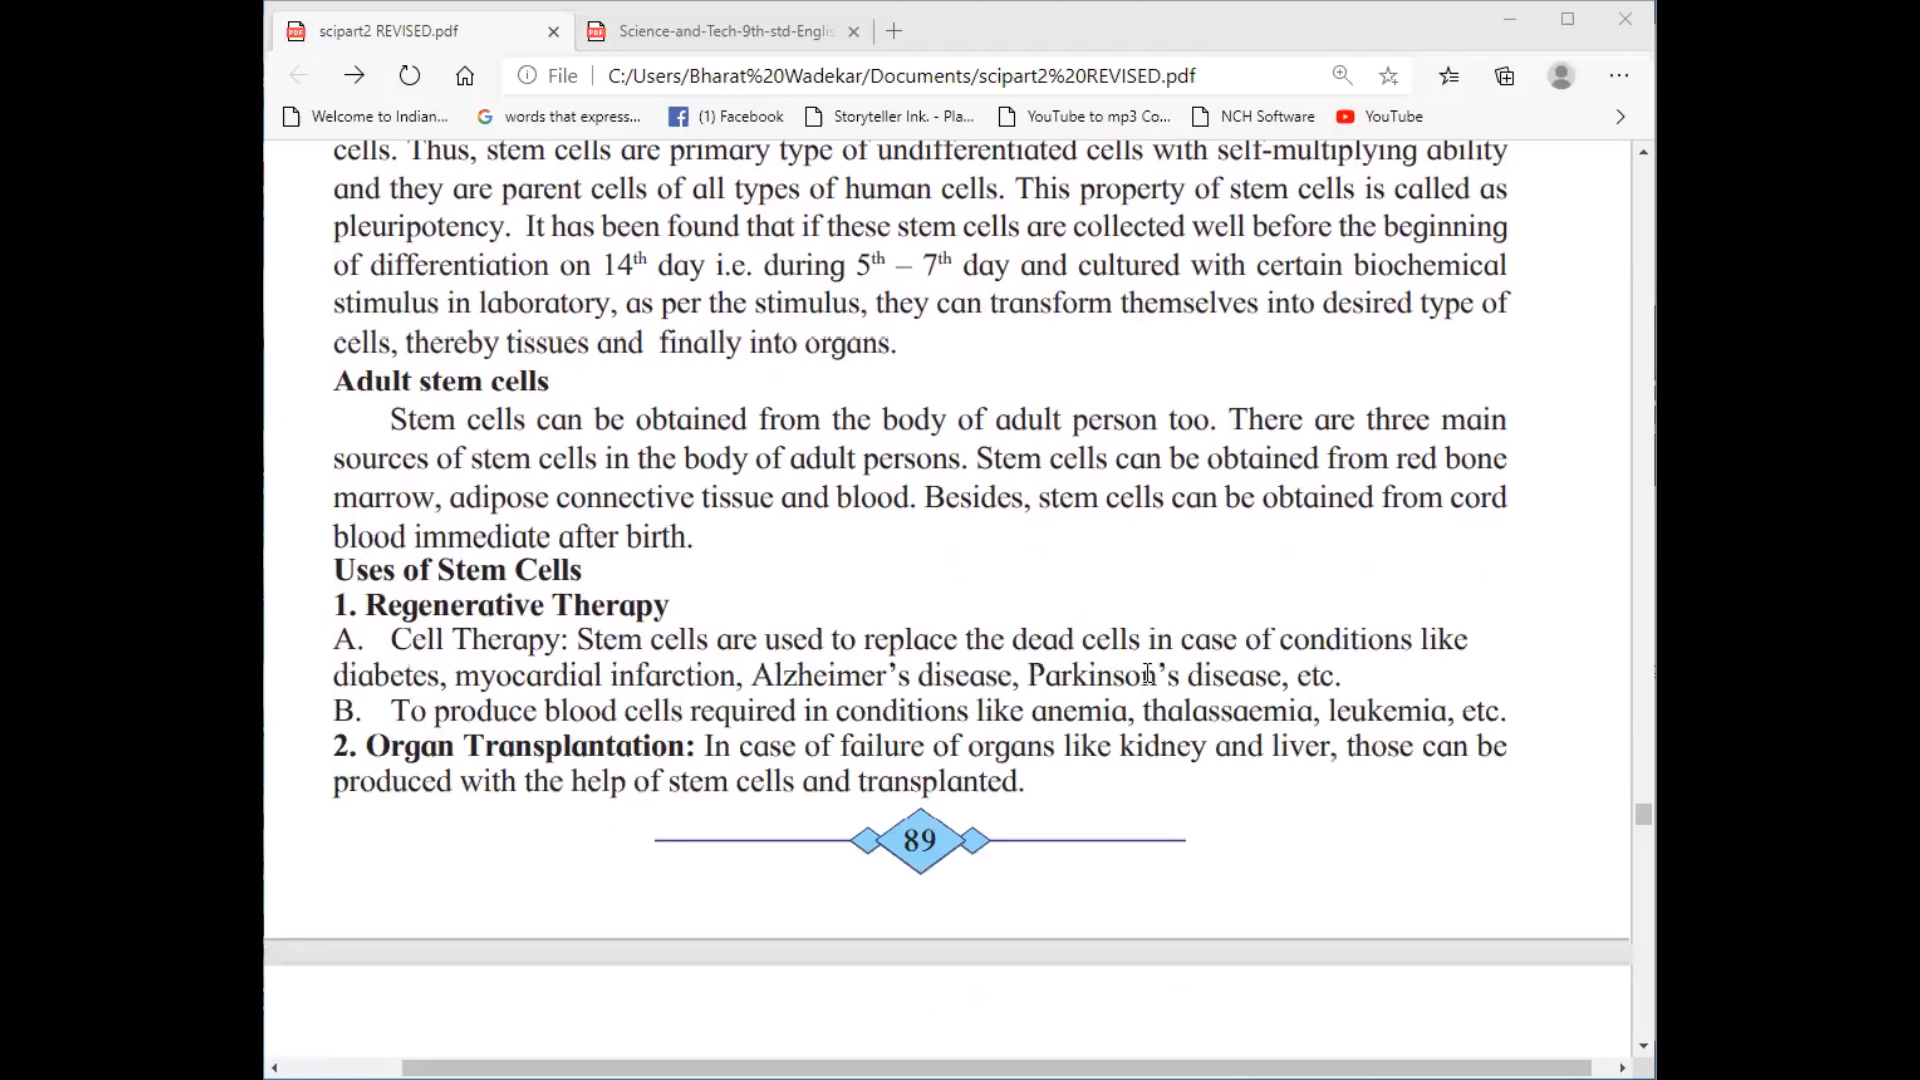 scipart2 REVISED.pdf
Science-and-Tech-9th-std-Englis
File
C:/Users/Bharat%20Wadekar/Documents/scipart2%20REVISED.pdf
Welcome to Indian...
words that express...
(1) Facebook
Storyteller Ink. - Pla...
YouTube to mp3 Co...
NCH Software
YouTube
cells. Thus, stem cells are primary type of undifferentiated cells with self-multiplying ability
and they are parent cells of all types of human cells. This property of stem cells is called as
pleuripotency. It has been found that if these stem cells are collected well before the beginning
of differentiation on 14th day i.e. during 5th – 7th day and cultured with certain biochemical
stimulus in laboratory, as per the stimulus, they can transform themselves into desired type of
cells, thereby tissues and finally into organs.
Adult stem cells
Stem cells can be obtained from the body of adult person too. There are three main
sources of stem cells in the body of adult persons. Stem cells can be obtained from red bone
marrow, adipose connective tissue and blood. Besides, stem cells can be obtained from cord
blood immediate after birth.
Uses of Stem Cells
1. Regenerative Therapy
A. Cell Therapy: Stem cells are used to replace the dead cells in case of conditions like
diabetes, myocardial infarction, Alzheimer’s disease, Parkinson’s disease, etc.
B. To produce blood cells required in conditions like anemia, thalassaemia, leukemia, etc.
2. Organ Transplantation: In case of failure of organs like kidney and liver, those can be
produced with the help of stem cells and transplanted.
89